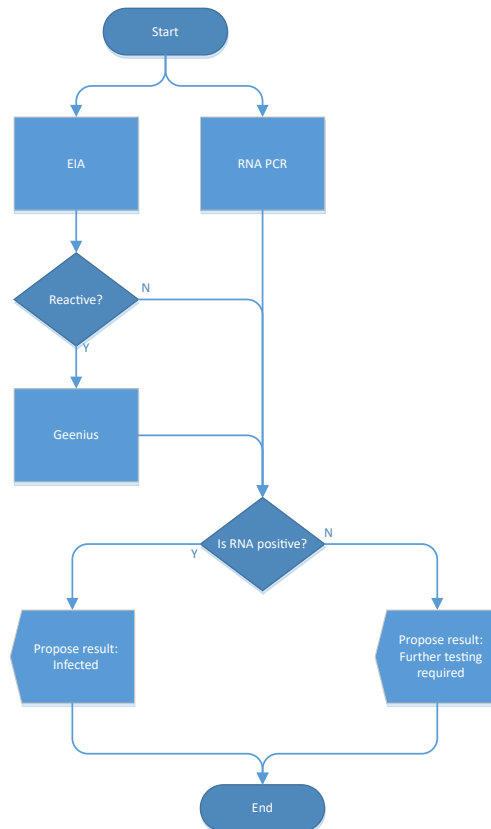 Start
EIA
RNA PCR
Reactive?
N
Y
Geenius
Is RNA positive?
Y
N
Propose result:
Infected
Propose result:
Further testing
required
End